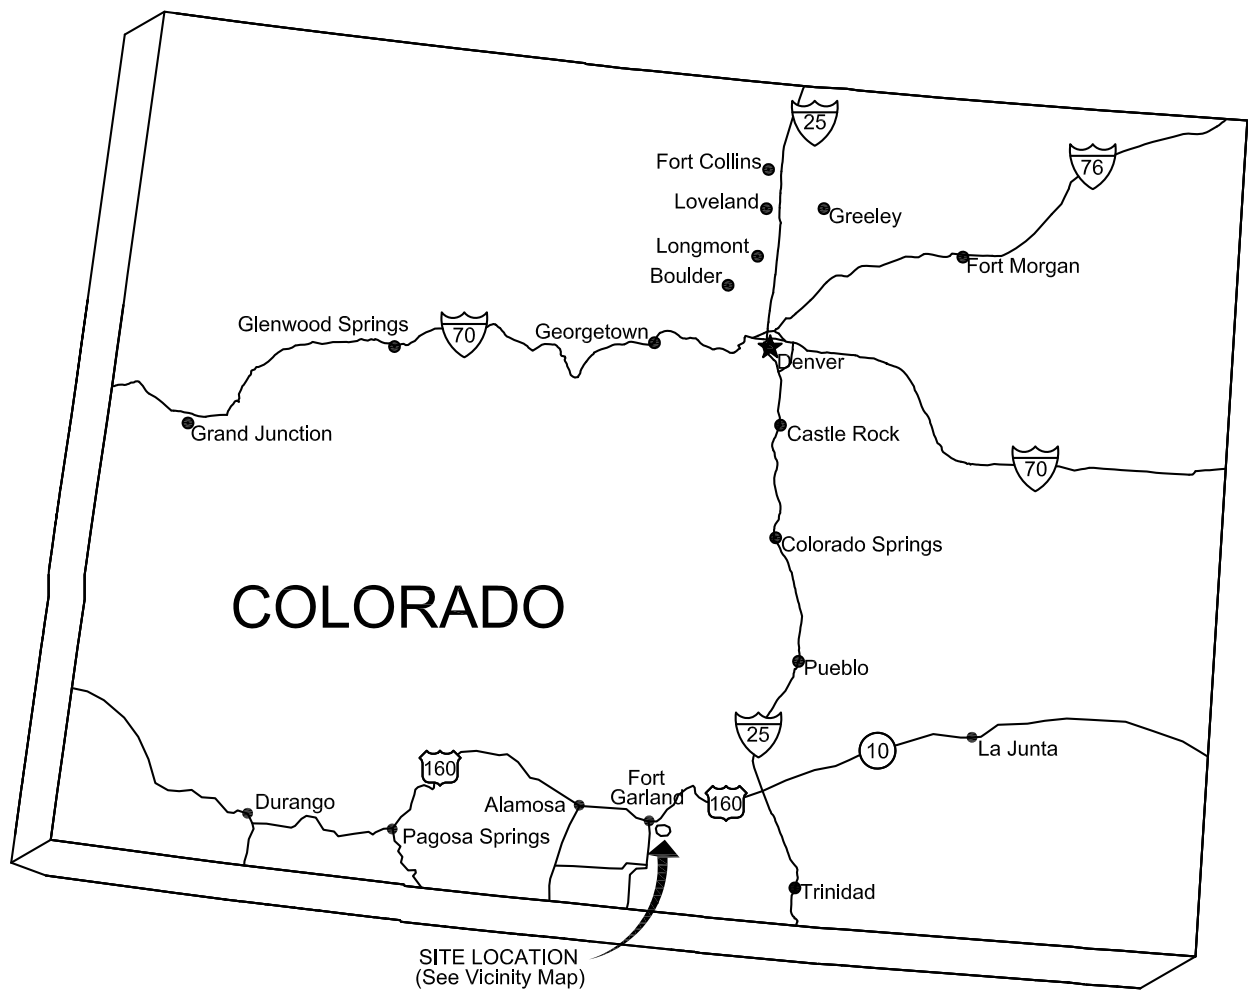 25
76
Fort Collins
Loveland
Greeley
Longmont
Fort Morgan
Boulder
Glenwood Springs
70
Georgetown
Denver
Grand Junction
Castle Rock
70
Colorado Springs
COLORADO
Pueblo
25
10
La Junta
160
Fort
Garland
160
Durango
Alamosa
Pagosa Springs
Trinidad
SITE LOCATION
(See Vicinity Map)